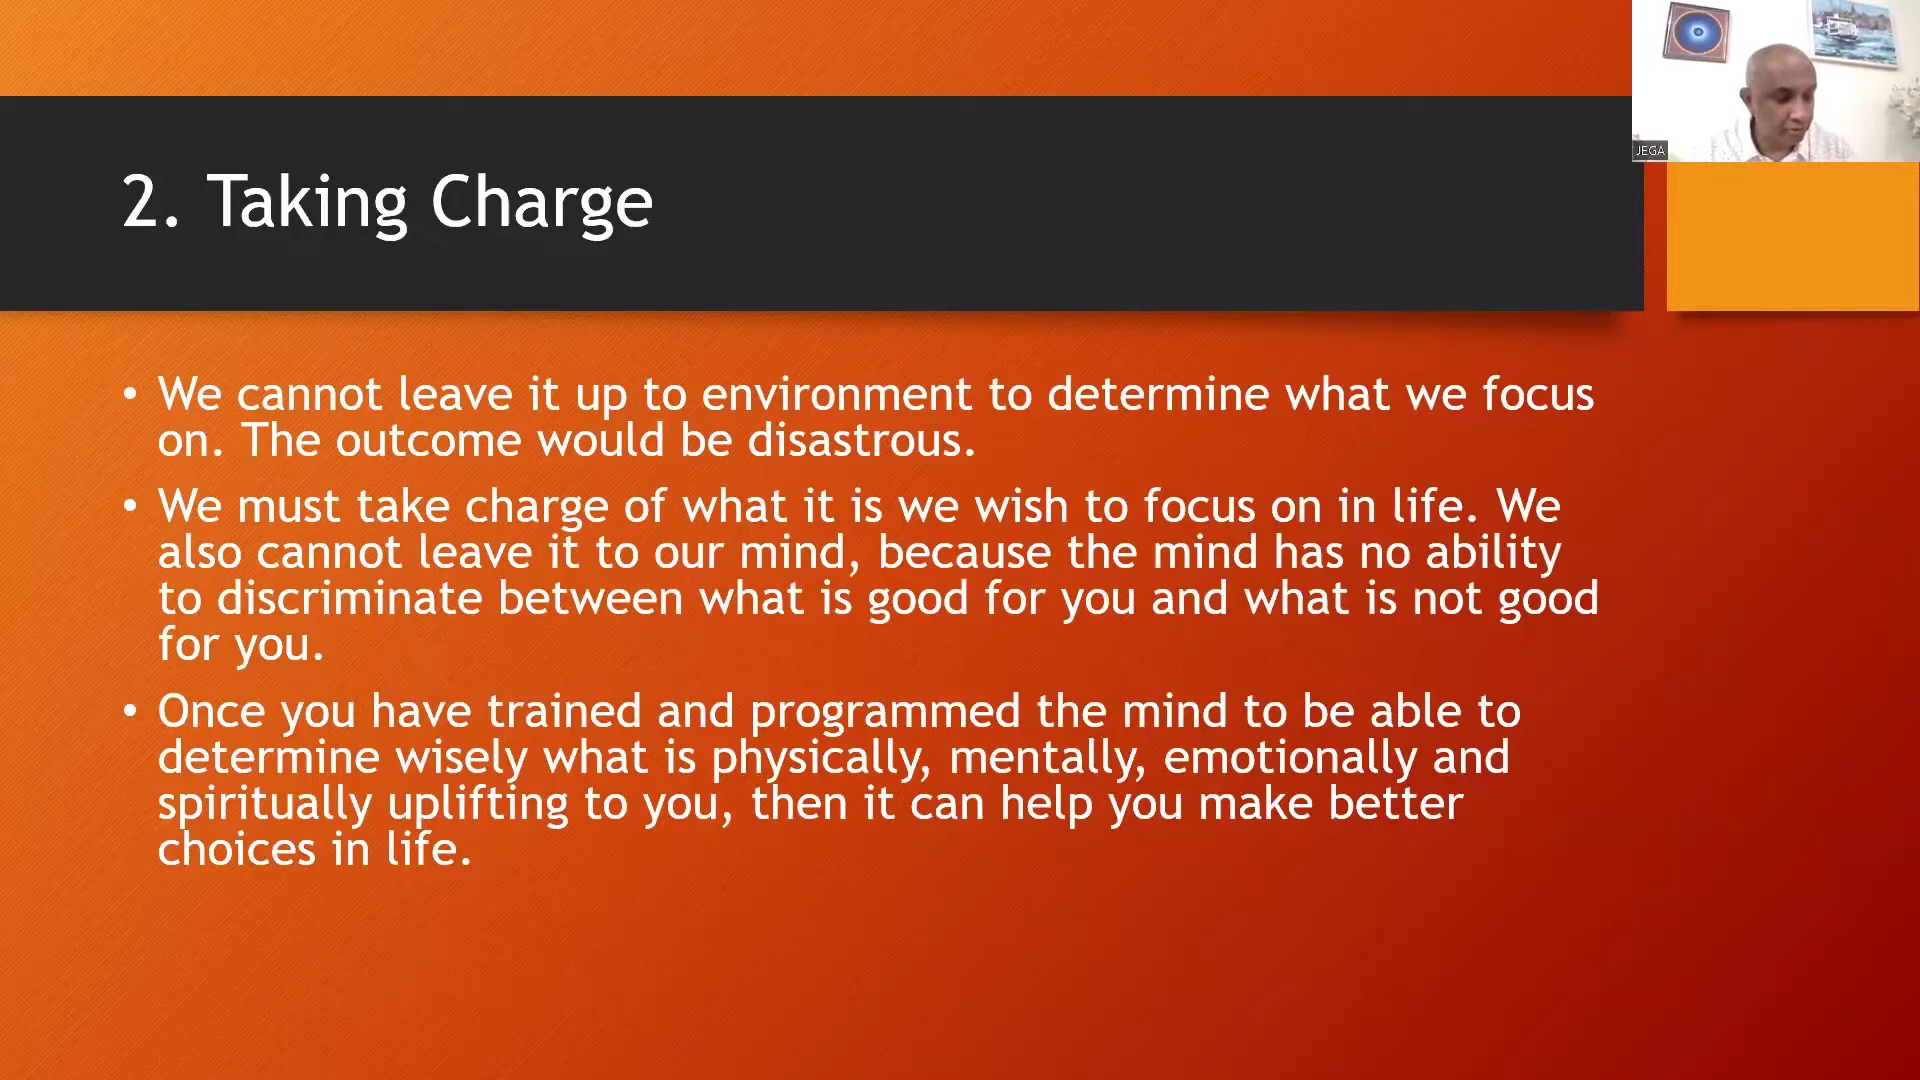 JEGA
2. Taking Charge
• We cannot leave it up to environment to determine what we focus
on. The outcome would be disastrous.
• We must take charge of what it is we wish to focus on in life. We
also cannot leave it to our mind, because the mind has no ability
to discriminate between what is good for you and what is not good
for you.
• Once you have trained and programmed the mind to be able to
determine wisely what is physically, mentally, emotionally and
spiritually uplifting to you, then it can help you make better
choices in life.